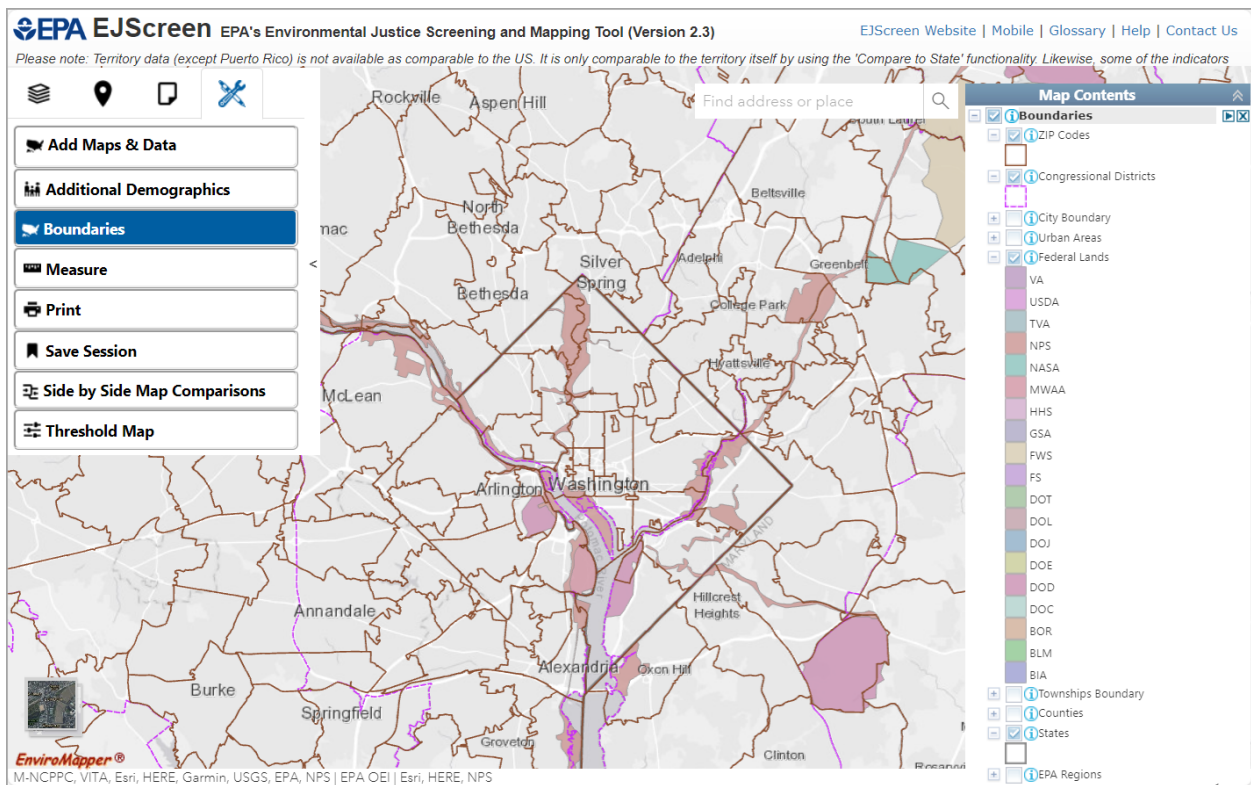 EPA EJScreen EPA's Environmental Justice Screening and Mapping Tool (Version 2.3)
EJScreen Website | Mobile | Glossary | Help | Contact Us
Please note: Territory data (except Puerto Rico) is not available as comparable to the US. It is only comparable to the territory itself by using the 'Compare to State' functionality. Likewise, some of the indicators
Add Maps & Data
Additional Demographics
Boundaries
Measure
Print
Save Session
Side by Side Map Comparisons
Threshold Map
<
Find address or place
Rockville
Aspen Hill
South Laurel
Beltsville
North
Bethesda
mac
Silver
Spring
Adelphi
Greenbelt
Bethesda
College Park
Hyattsville
McLean
Arlington
Washington
MARYLAND
Hillcrest
Heights
Annandale
Alexandria
Oxon Hill
Burke
Springfield
Groveton
Clinton
Map Contents
Boundaries
ZIP Codes
Congressional Districts
City Boundary
Urban Areas
Federal Lands
VA
USDA
TVA
NPS
NASA
MWAA
HHS
GSA
FWS
FS
DOT
DOL
DOJ
DOE
DOD
DOC
BOR
BLM
BIA
Townships Boundary
Counties
States
EPA Regions
EnviroMapper ®
M-NCPPC, VITA, Esri, HERE, Garmin, USGS, EPA, NPS | EPA OEI | Esri, HERE, NPS